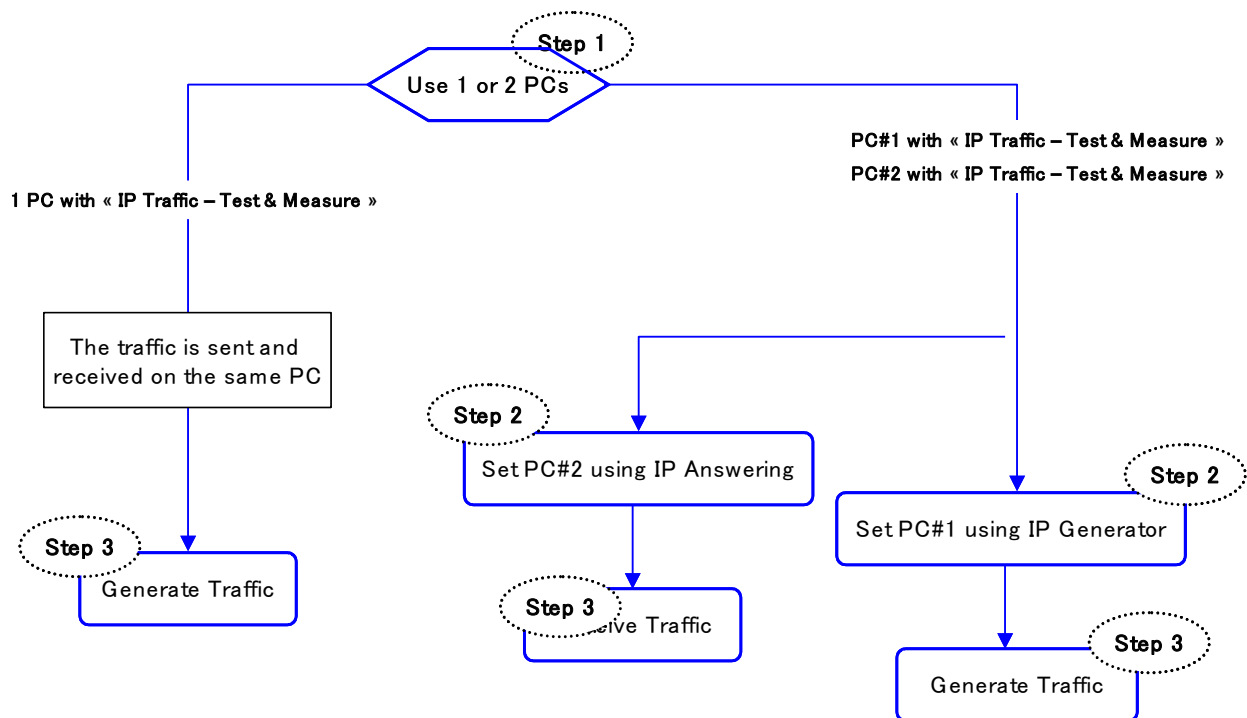 Step 1
Use 1 or 2 PCs
PC#1 with « IP Traffic – Test & Measure »
PC#2 with « IP Traffic – Test & Measure »
1 PC with « IP Traffic – Test & Measure »
The traffic is sent and
received on the same PC
Step 2
Set PC#2 using IP Answering
Step 2
Set PC#1 using IP Generator
Step 3
Generate Traffic
Step 3
Traffic
Step 3
Generate Traffic